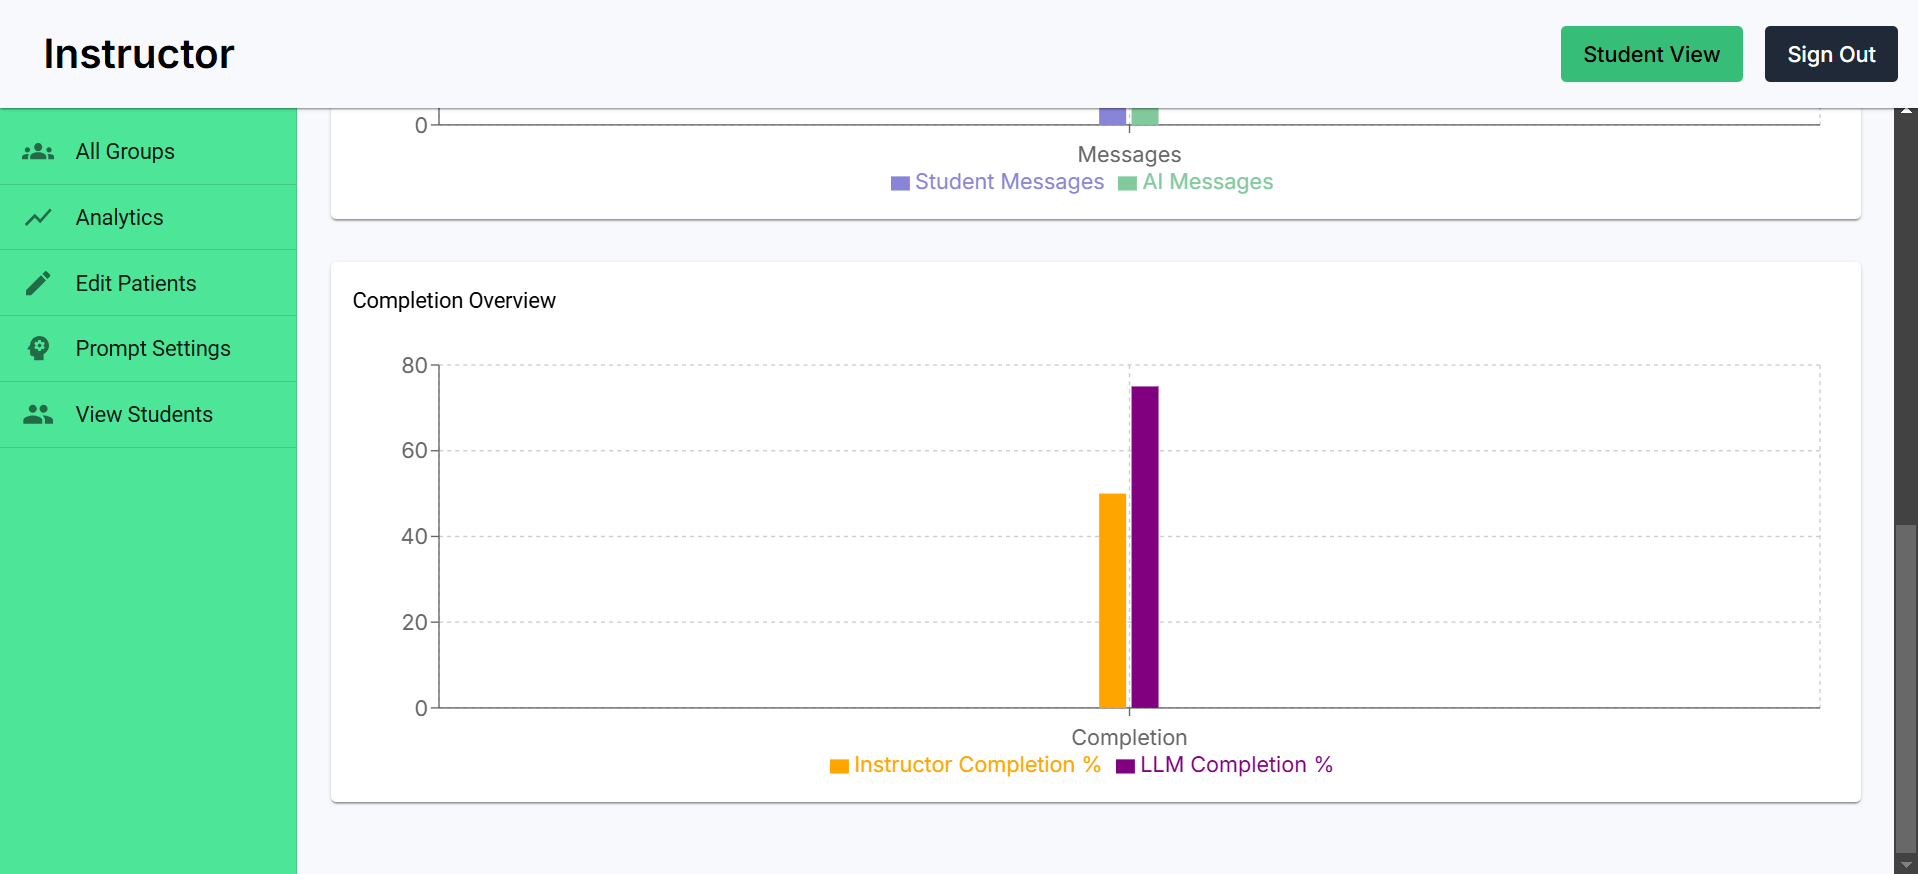 Instructor
Student View
Sign Out
All Groups
Analytics
Edit Patients
Prompt Settings
View Students
0
Messages
Student Messages
AI Messages
Completion Overview
80
60
40
20
0
Completion
Instructor Completion %
LLM Completion %